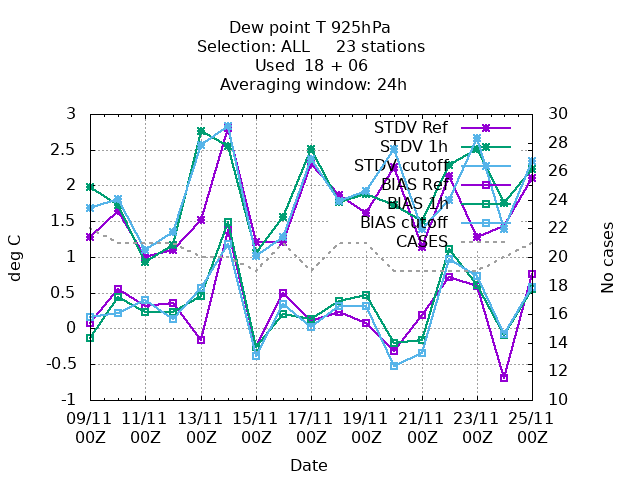 Dew point T 925hPa
Selection: ALL 23 stations
Used 18 + 06
Averaging window: 24h
3
2.5
2
1.5
1
0.5
0
-0.5
-1
deg C
30
28
26
24
22
20
18
16
14
12
10
No cases
STDV Ref
STDV 1h
STDV cutoff
BIAS Ref
BIAS 1h
BIAS cutoff
CASES
09/11 11/11 13/11 15/11 17/11 19/11 21/11 23/11 25/11
00Z 00Z 00Z 00Z 00Z 00Z 00Z 00Z 00Z
Date